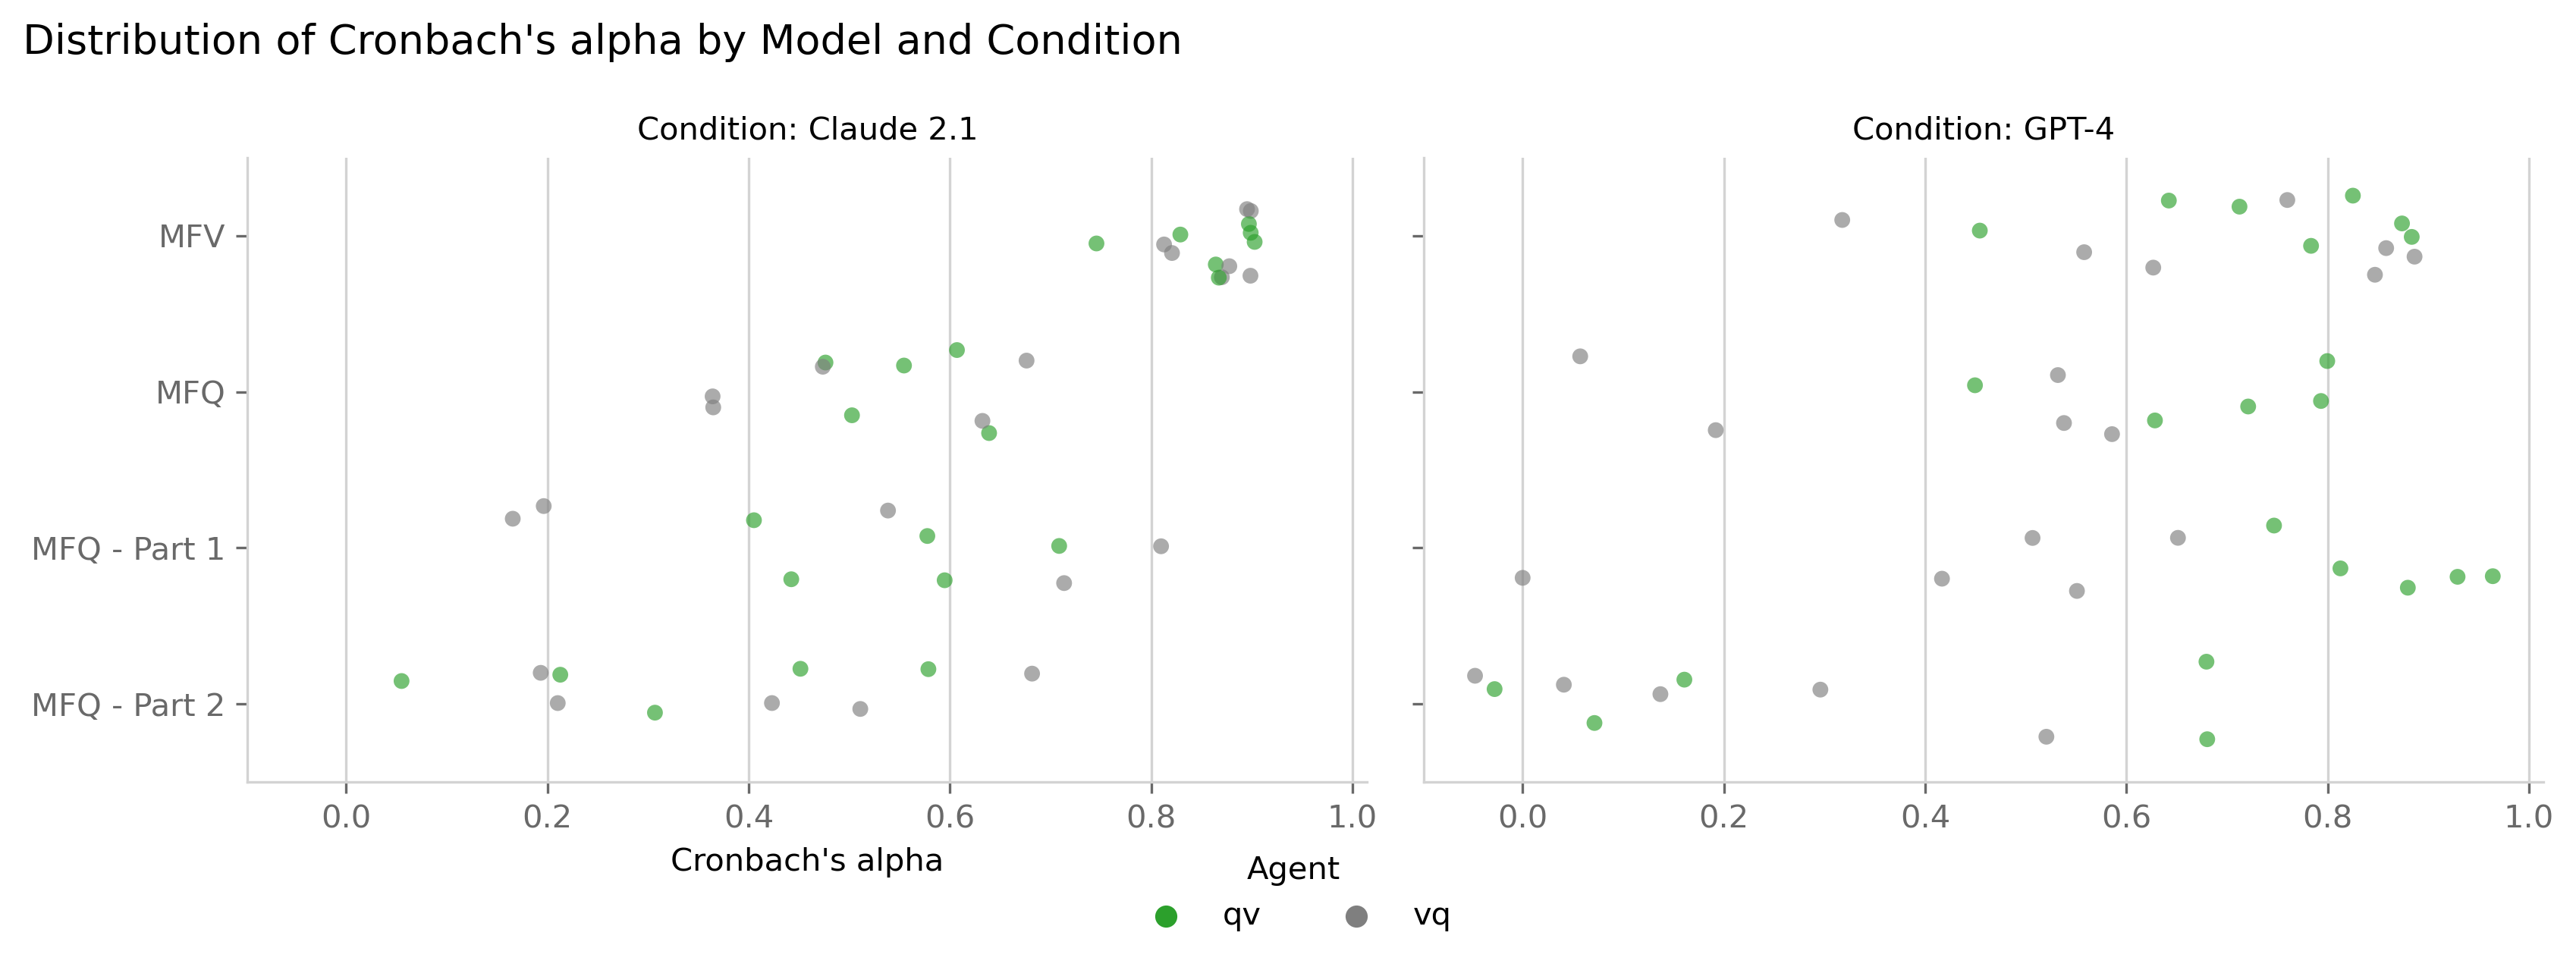 Distribution of Cronbach's alpha by Model and Condition
Condition: Claude 2.1
Condition: GPT-4
MFV
MFQ
MFQ - Part 1
MFQ - Part 2
0.0 0.2 0.4 0.6 0.8 1.0
0.0 0.2 0.4 0.6 0.8 1.0
Cronbach's alpha
Agent
qv vq